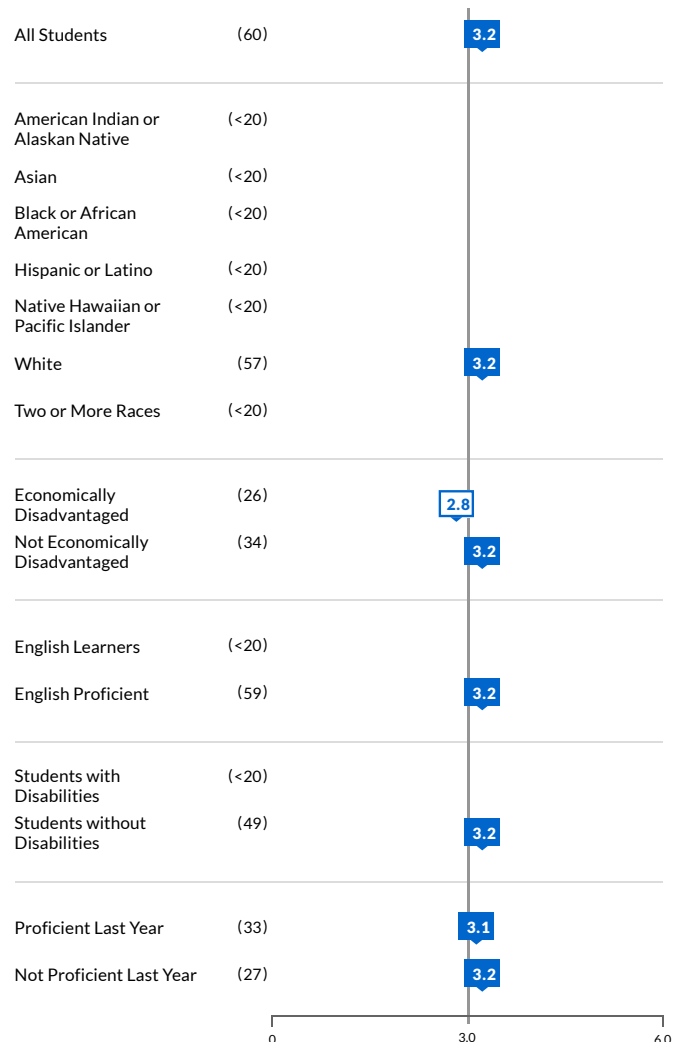 All Students (60) 3.2
American Indian or (<20)
Alaskan Native
Asian (<20)
Black or African (<20)
American
Hispanic or Latino (<20)
Native Hawaiian or (<20)
Pacific Islander
White (57) 3.2
Two or More Races (<20)
Economically (26) 2.8
Disadvantaged
Not Economically (34) 3.2
Disadvantaged
English Learners (<20)
English Proficient (59) 3.2
Students with (<20)
Disabilities
Students without (49) 3.2
Disabilities
Proficient Last Year (33) 3.1
Not Proficient Last Year (27) 3.2
0 3.0 6.0